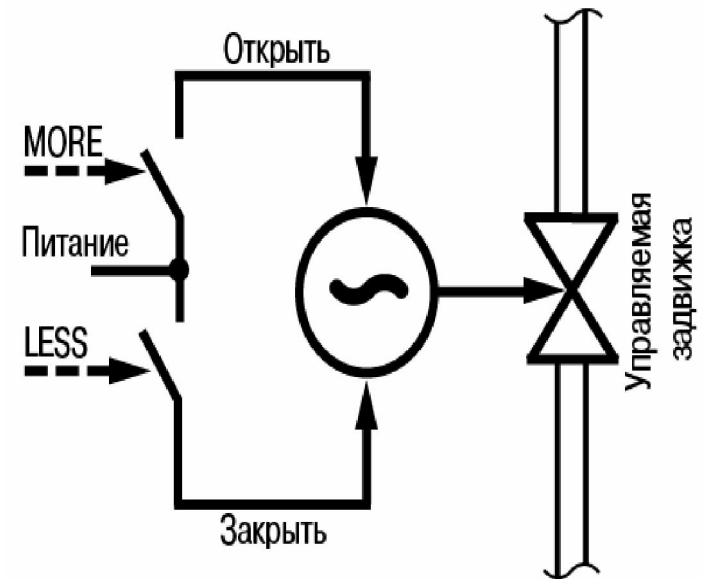 Открыть
MORE
Питание
LESS
Закрыть
Управляемая
задвижка